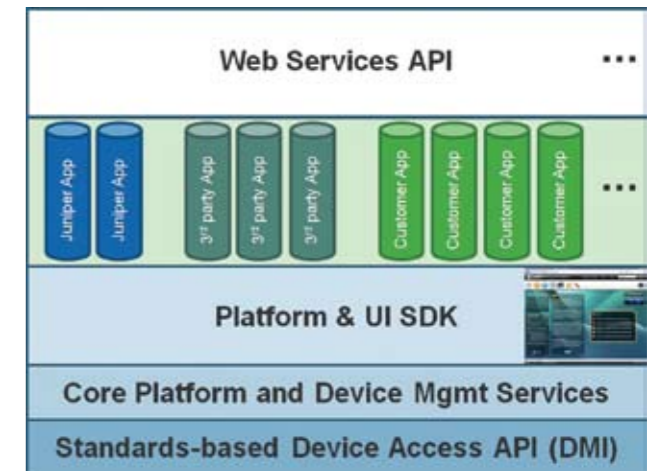 Web Services API ...
Juniper App
Juniper App
3rd party App
3rd party App
3rd party App
Customer App
Customer App
Customer App
Customer App
...
Platform & UI SDK
Core Platform and Device Mgmt Services
Standards-based Device Access API (DMI)